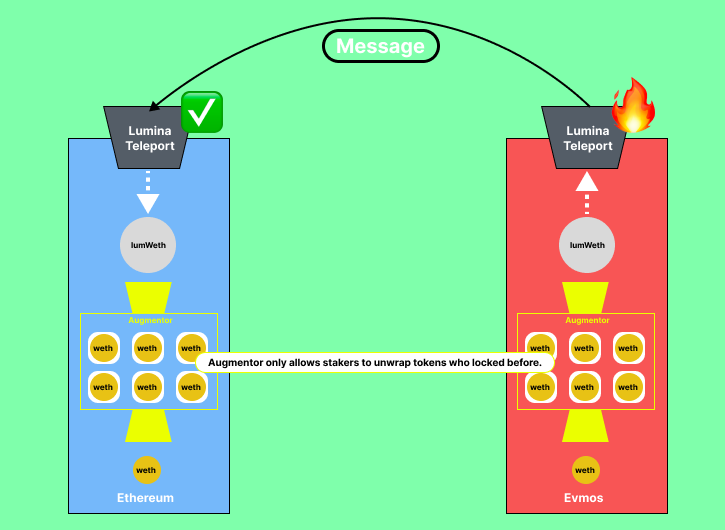 Message
Lumina
Teleport
Lumina
Teleport
lumWeth
lumWeth
Augmentor
Augmentor
weth weth weth
weth weth weth
Augmentor only allows stakers to unwrap tokens who locked before.
weth weth weth
weth weth weth
weth
weth
Ethereum
Evmos